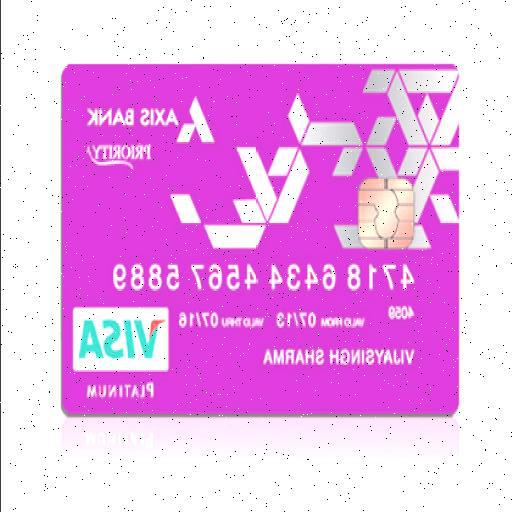 AXIS BANK
PRIORITY
4718 6434 4567 5889
4059
VALID FROM 07/13 VALID THRU 07/16
VIJAYSINGH SHARMA
VISA
PLATINUM